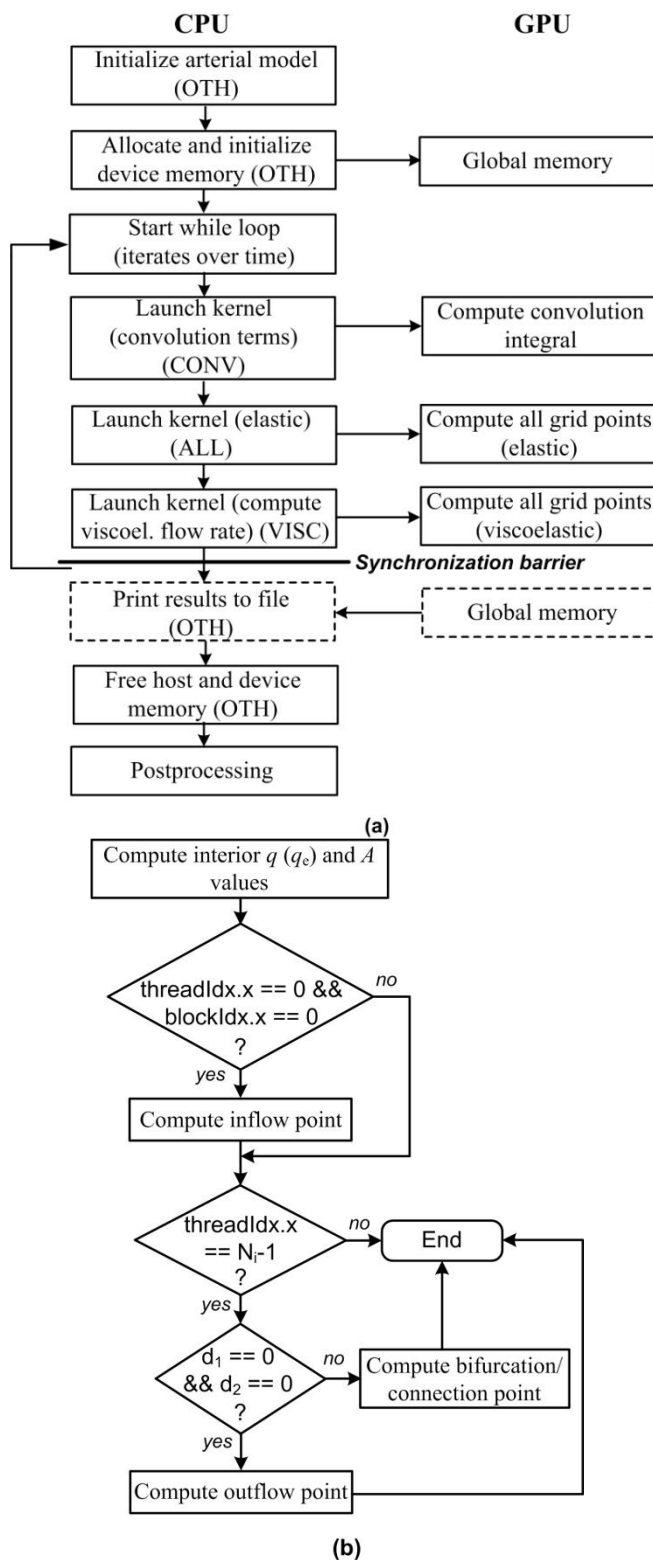 CPU
GPU
Initialize arterial model
(OTH)
Allocate and initialize
device memory (OTH)
Global memory
Start while loop
(iterates over time)
Launch kernel
(convolution terms)
(CONV)
Compute convolution
integral
Launch kernel (elastic)
(ALL)
Compute all grid points
(elastic)
Launch kernel (compute
viscoel. flow rate) (VISC)
Compute all grid points
(viscoelastic)
Synchronization barrier
Print results to file
(OTH)
Global memory
Free host and device
memory (OTH)
Postprocessing
(a)
Compute interior q (qₑ) and A
values
threadIdx.x == 0 &&
blockIdx.x == 0
?
no
yes
Compute inflow point
threadIdx.x
== Nᵢ-1
?
no
End
yes
d₁ == 0
&& d₂ == 0
?
no
Compute bifurcation/
connection point
yes
Compute outflow point
(b)